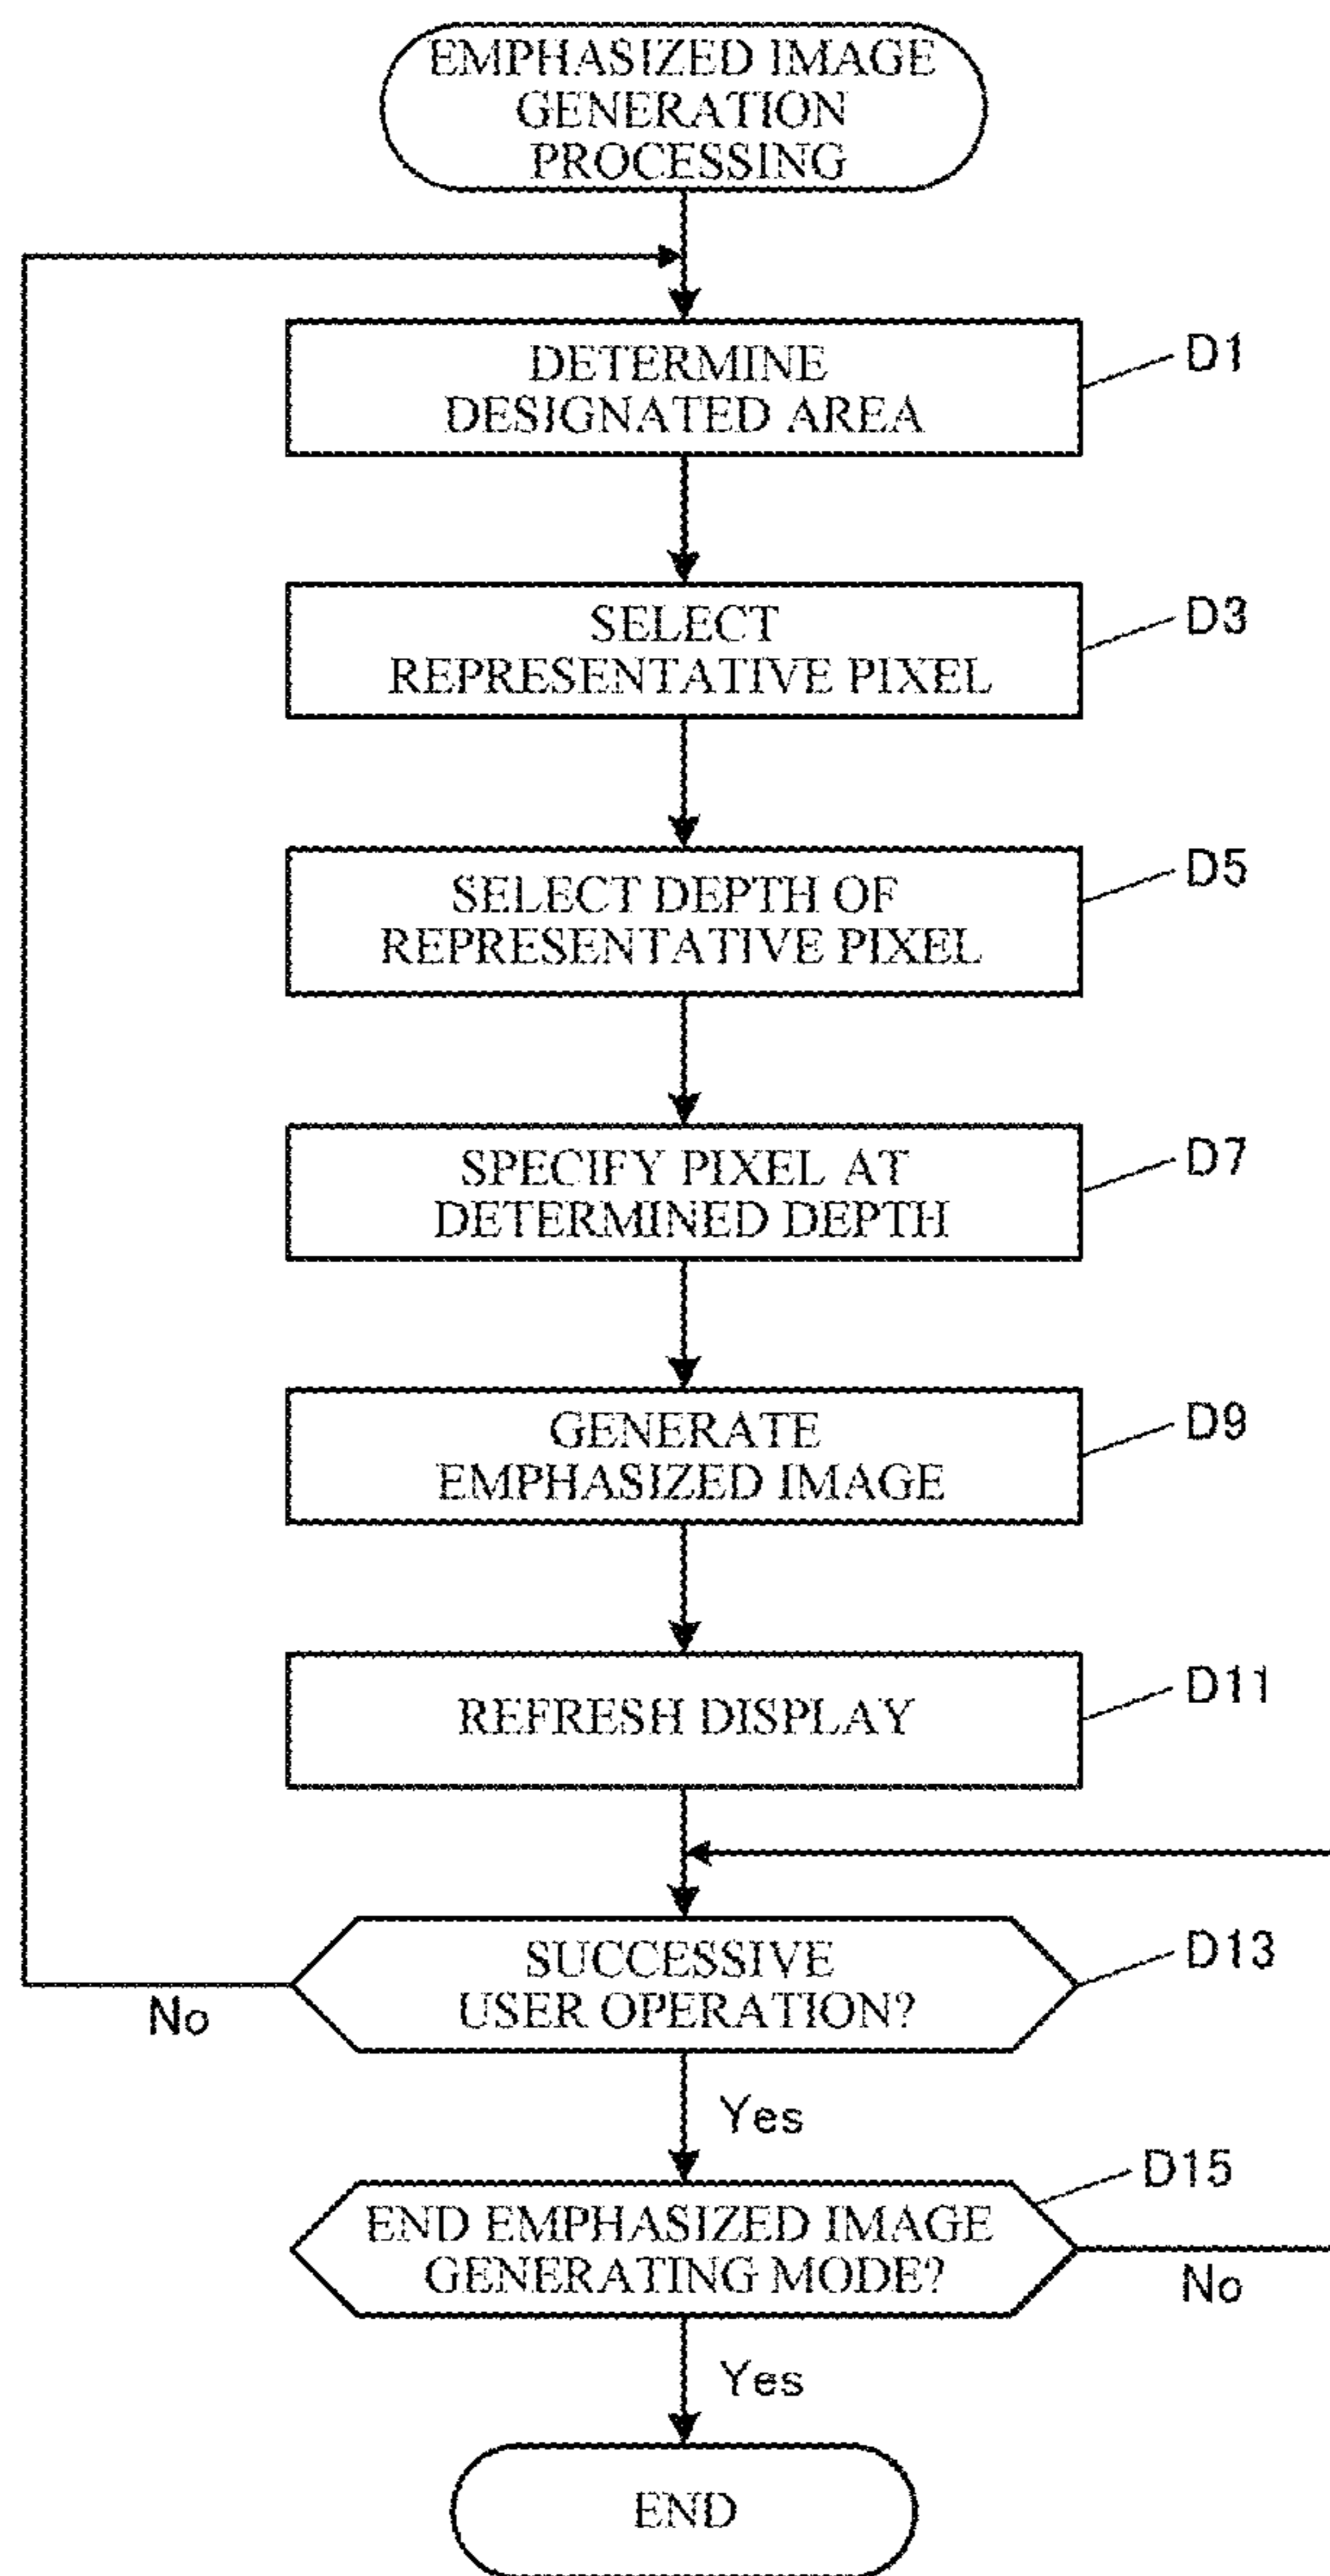 EMPHASIZED IMAGE
GENERATION
PROCESSING
DETERMINE
DESIGNATED AREA
D1
SELECT
REPRESENTATIVE PIXEL
D3
SELECT DEPTH OF
REPRESENTATIVE PIXEL
D5
SPECIFY PIXEL AT
DETERMINED DEPTH
D7
GENERATE
EMPHASIZED IMAGE
D9
REFRESH DISPLAY
D11
SUCCESSIVE
USER OPERATION?
D13
No
Yes
D15
END EMPHASIZED IMAGE
GENERATING MODE?
No
Yes
END